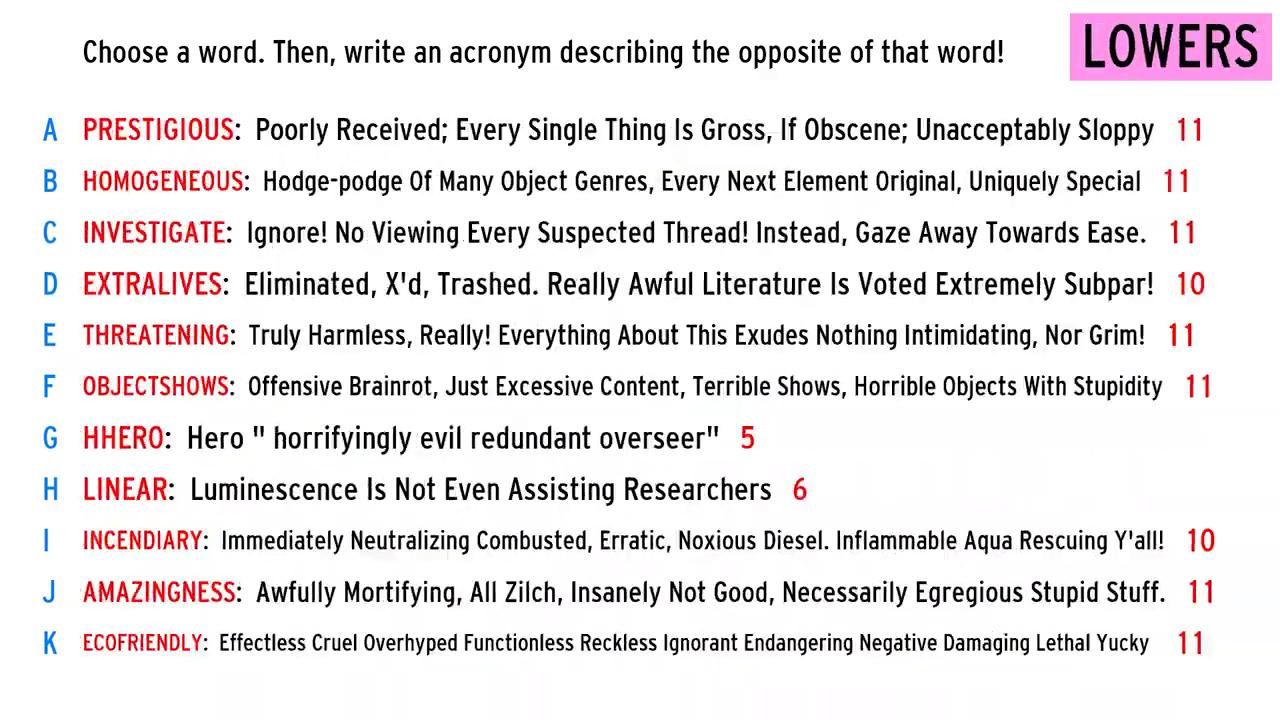 Choose a word. Then, write an acronym describing the opposite of that word!
LOWERS
A PRESTIGIOUS: Poorly Received; Every Single Thing Is Gross, If Obscene; Unacceptably Sloppy 11
B HOMOGENEOUS: Hodge-podge Of Many Object Genres, Every Next Element Original, Uniquely Special 11
C INVESTIGATE: Ignore! No Viewing Every Suspected Thread! Instead, Gaze Away Towards Ease. 11
D EXTRALIVES: Eliminated, X'd, Trashed. Really Awful Literature Is Voted Extremely Subpar! 10
E THREATENING: Truly Harmless, Really! Everything About This Exudes Nothing Intimidating, Nor Grim! 11
F OBJECTSHOWS: Offensive Brainrot, Just Excessive Content, Terrible Shows, Horrible Objects With Stupidity 11
G HHERO: Hero " horrifyingly evil redundant overseer" 5
H LINEAR: Luminescence Is Not Even Assisting Researchers 6
I INCENDIARY: Immediately Neutralizing Combusted, Erratic, Noxious Diesel. Inflammable Aqua Rescuing Y'all! 10
J AMAZINGNESS: Awfully Mortifying, All Zilch, Insanely Not Good, Necessarily Egregious Stupid Stuff. 11
K ECOFRIENDLY: Effectless Cruel Overhyped Functionless Reckless Ignorant Endangering Negative Damaging Lethal Yucky 11